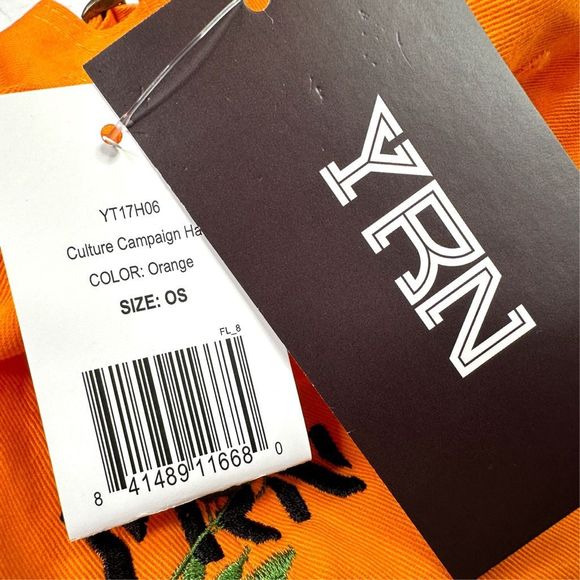 YT17H06
Culture Campaign Ha
COLOR: Orange
SIZE: OS
FL_8
8 41489 11668 0
YRN